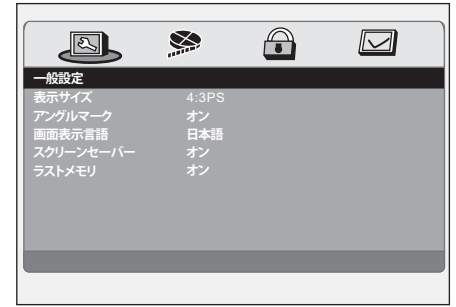 一般設定
表示サイズ 4:3PS
アングルマーク オン
画面表示言語 日本語
スクリーンセーバー オン
ラストメモリ オン